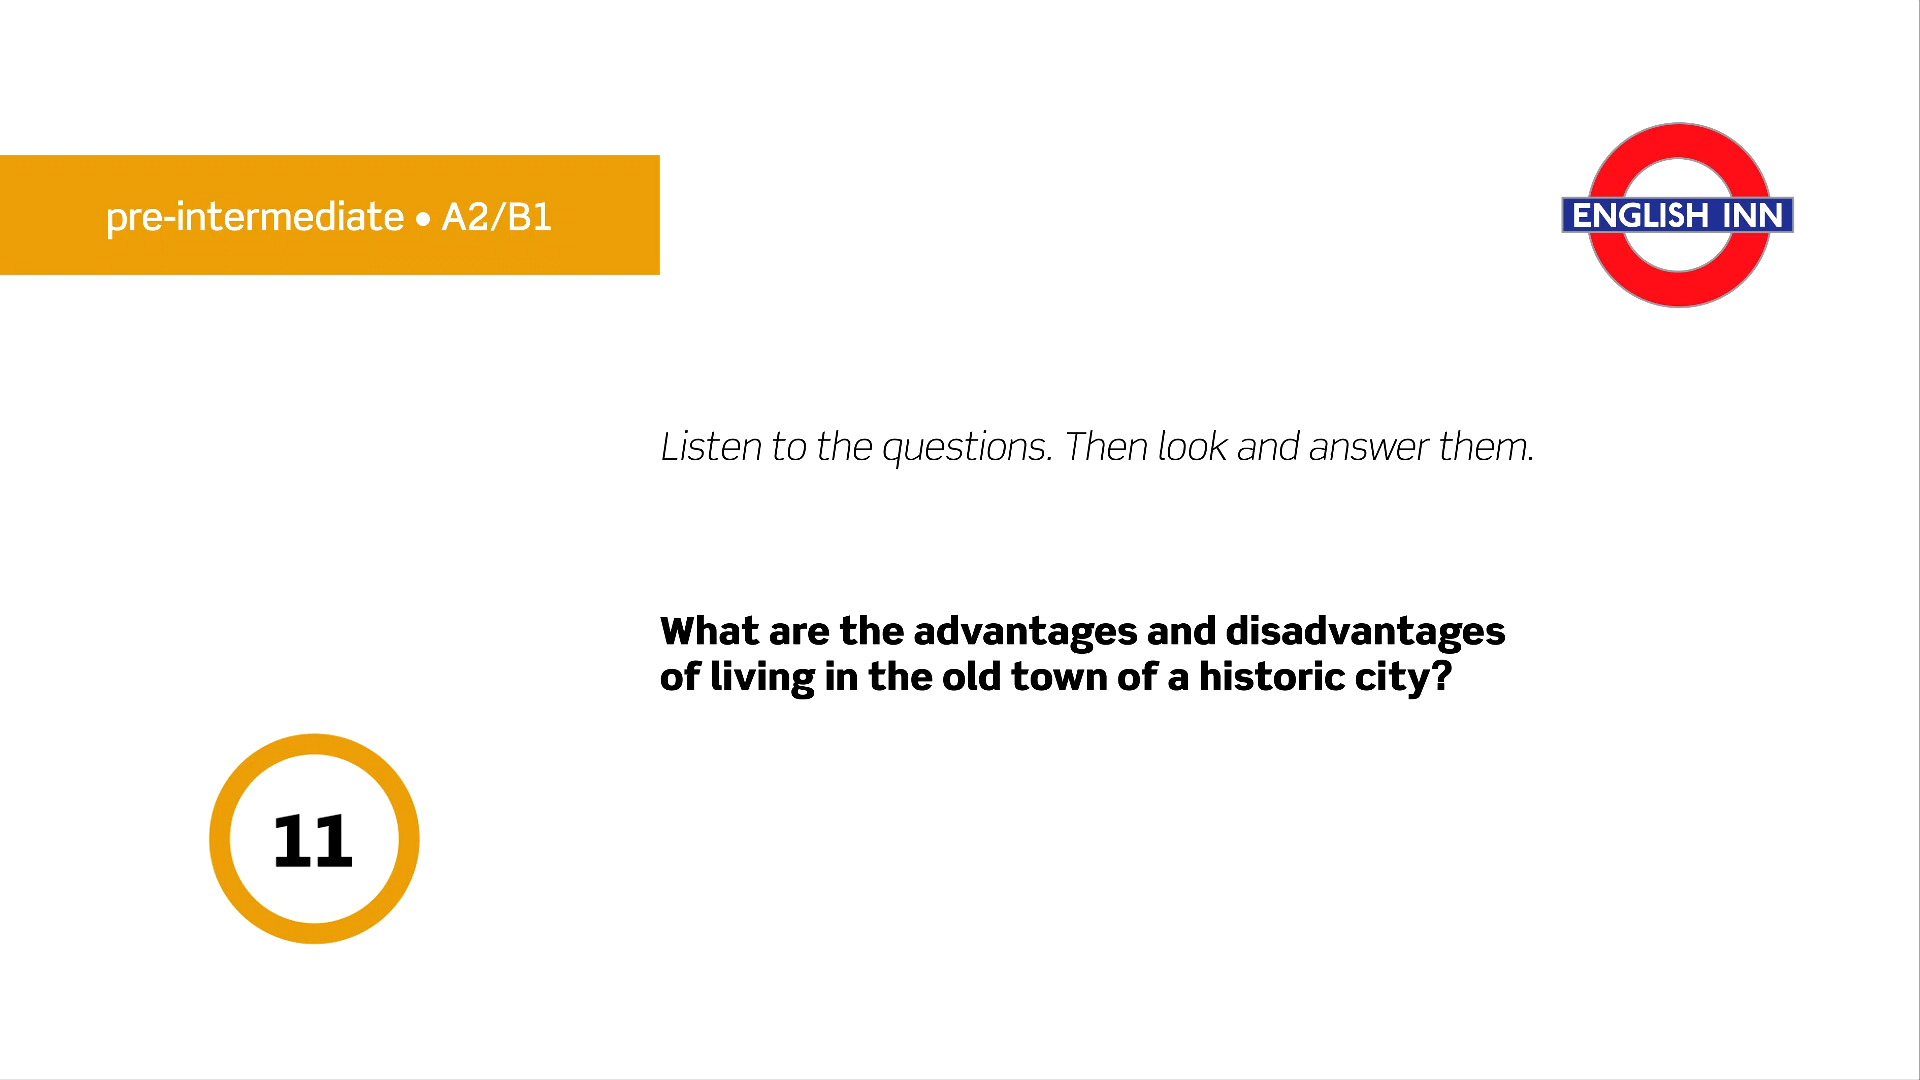 pre-intermediate • A2/B1
ENGLISH INN
Listen to the questions. Then look and answer them.
What are the advantages and disadvantages
of living in the old town of a historic city?
11